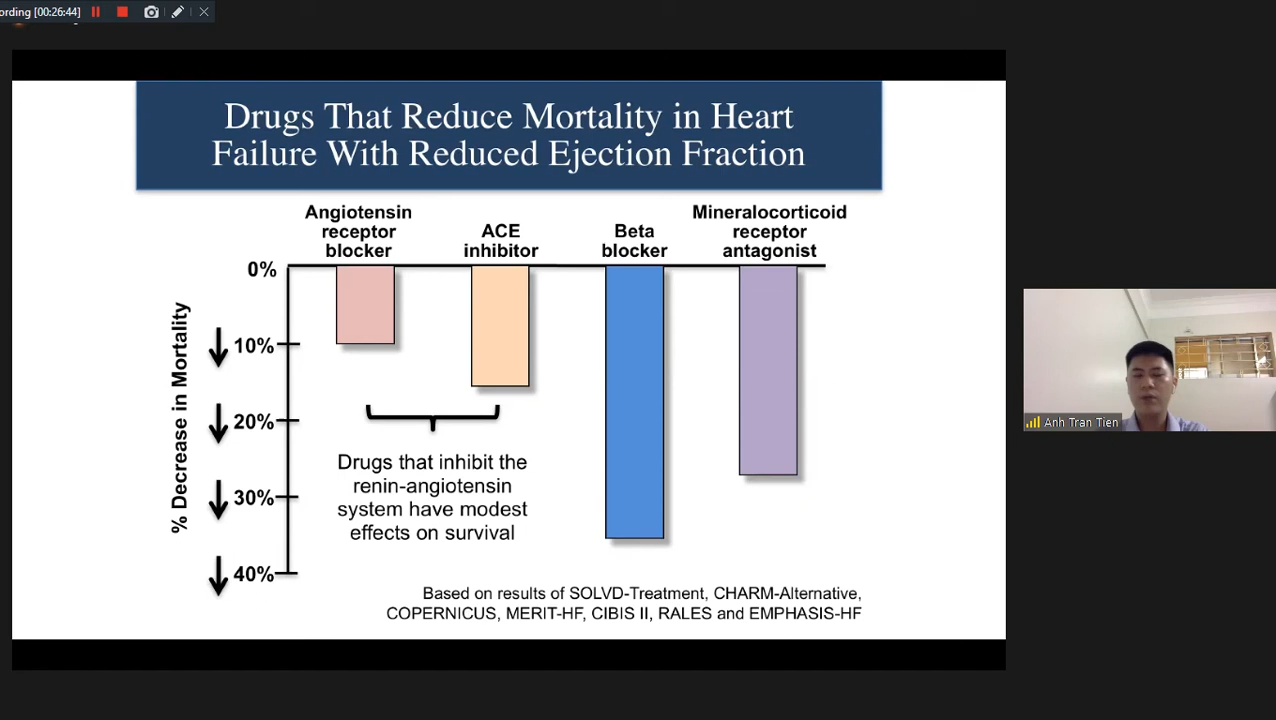 ording [00:26:44]
Drugs That Reduce Mortality in Heart
Failure With Reduced Ejection Fraction
Angiotensin
receptor
blocker
ACE
inhibitor
Beta
blocker
Mineralocorticoid
receptor
antagonist
% Decrease in Mortality
0%
10%
20%
30%
40%
Drugs that inhibit the
renin-angiotensin
system have modest
effects on survival
Based on results of SOLVD-Treatment, CHARM-Alternative,
COPERNICUS, MERIT-HF, CIBIS II, RALES and EMPHASIS-HF
Anh Tran Tien